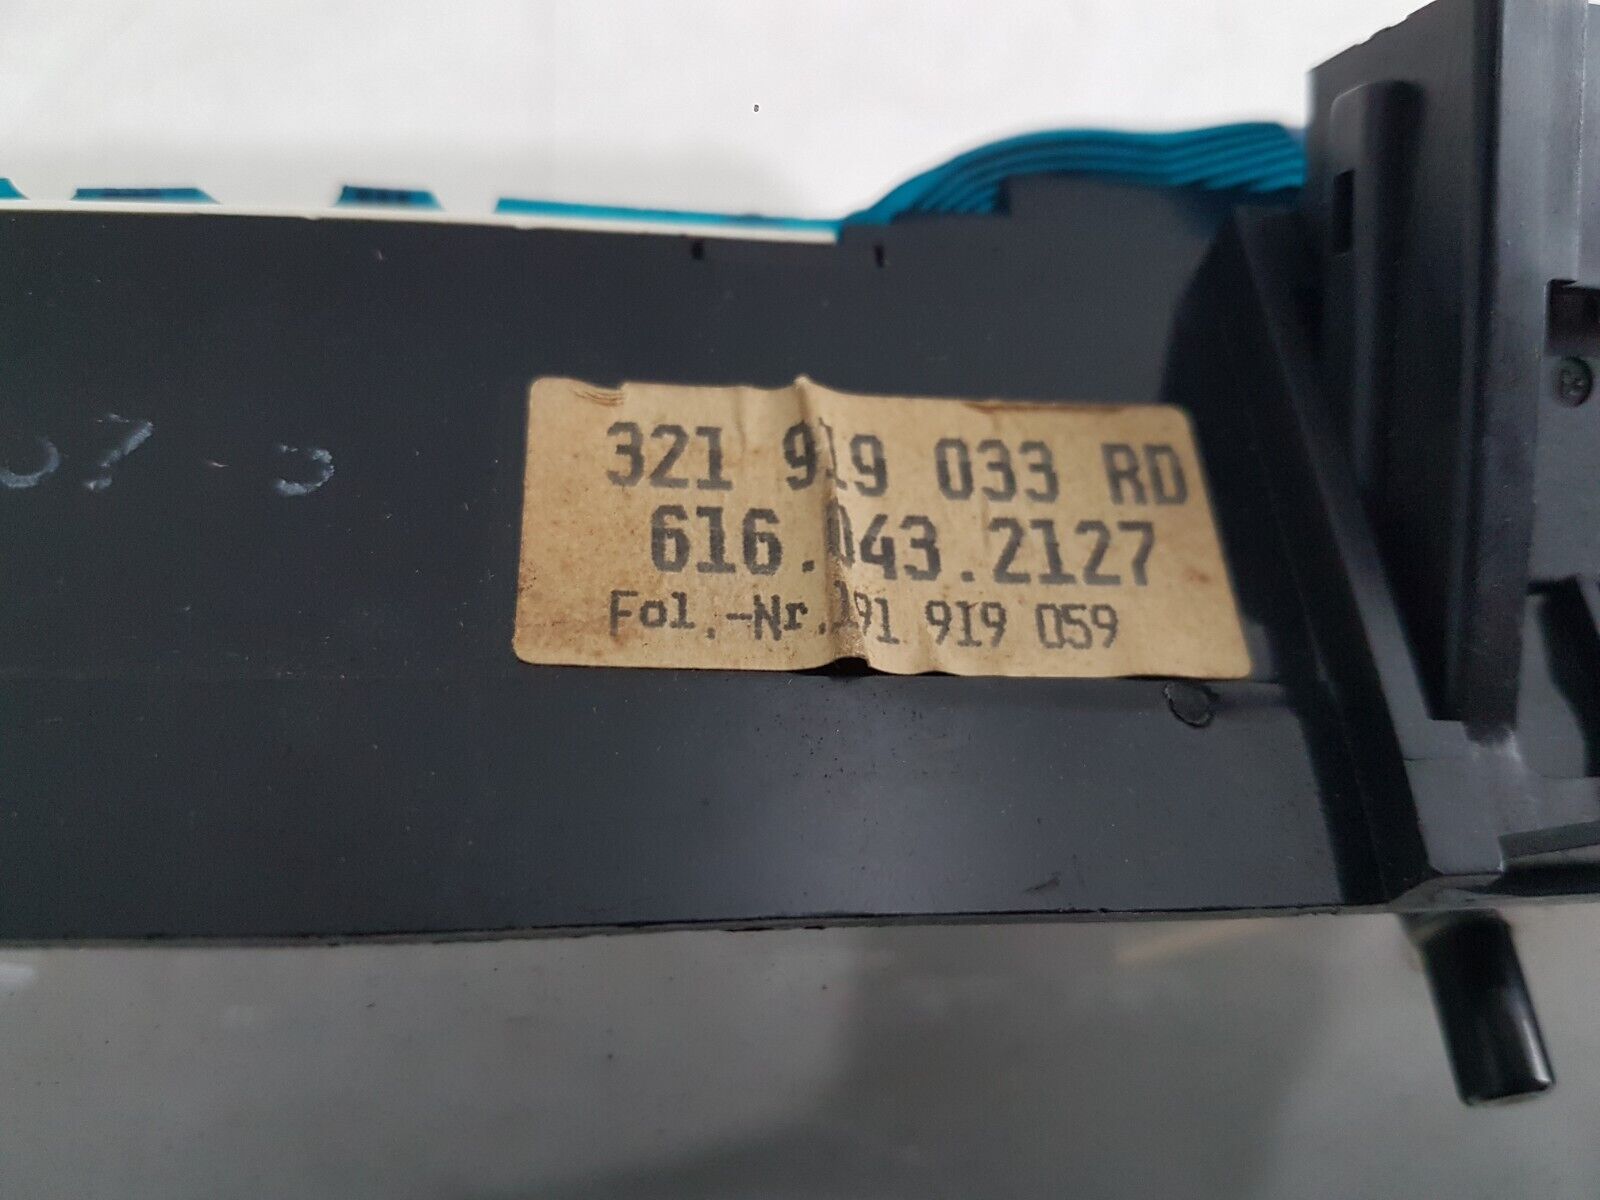 321 919 033 RD
616.043.2127
Fol.-Nr.191 919 059